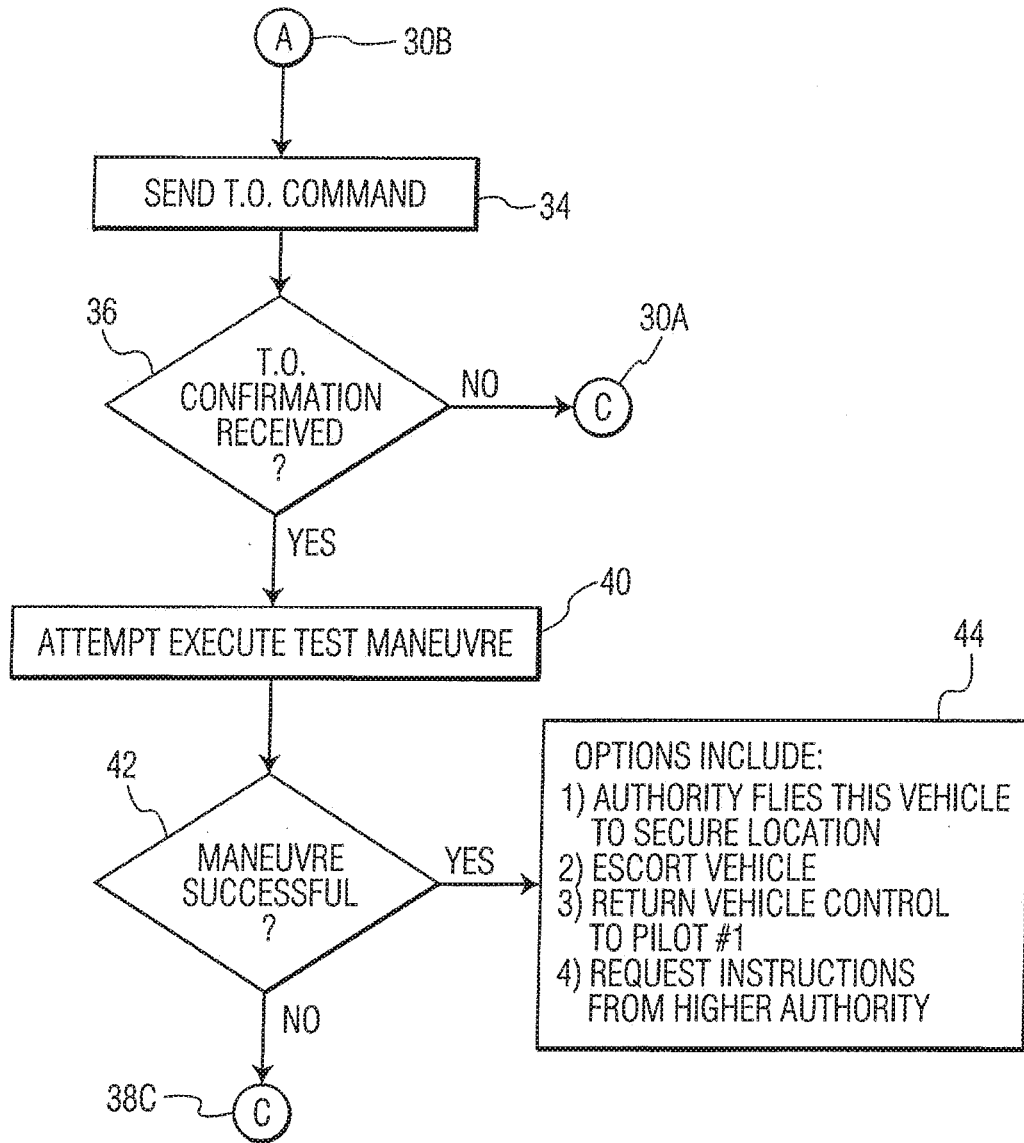 A
30B
SEND T.O. COMMAND
34
36
T.O.
CONFIRMATION
RECEIVED
?
NO
30A
C
YES
40
ATTEMPT EXECUTE TEST MANEUVRE
44
42
MANEUVRE
SUCCESSFUL
?
YES
OPTIONS INCLUDE:
1) AUTHORITY FLIES THIS VEHICLE
TO SECURE LOCATION
2) ESCORT VEHICLE
3) RETURN VEHICLE CONTROL
TO PILOT #1
4) REQUEST INSTRUCTIONS
FROM HIGHER AUTHORITY
NO
38C
C